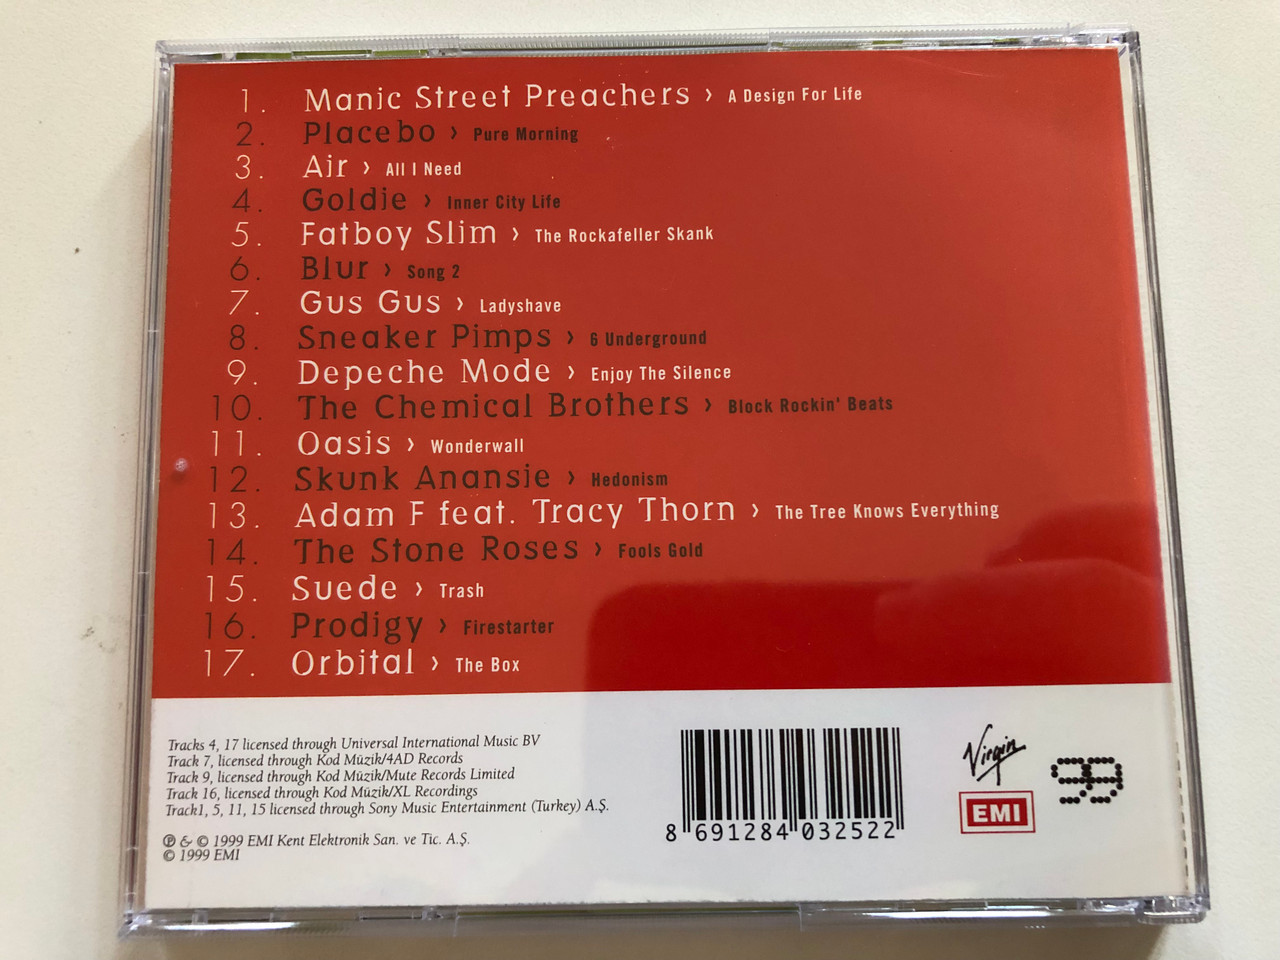 1. Manic Street Preachers › A Design For Life
2. Placebo › Pure Morning
3. Air › All I Need
4. Goldie › Inner City Life
5. Fatboy Slim › The Rockafeller Skank
6. Blur › Song 2
7. Gus Gus › Ladyshave
8. Sneaker Pimps › 6 Underground
9. Depeche Mode › Enjoy The Silence
10. The Chemical Brothers › Block Rockin' Beats
11. Oasis › Wonderwall
12. Skunk Anansie › Hedonism
13. Adam F feat. Tracy Thorn › The Tree Knows Everything
14. The Stone Roses › Fools Gold
15. Suede › Trash
16. Prodigy › Firestarter
17. Orbital › The Box
Tracks 4, 17 licensed through Universal International Music BV
Track 7, licensed through Kod Müzik/4AD Records
Track 9, licensed through Kod Müzik/Mute Records Limited
Track 16, licensed through Kod Müzik/XL Recordings
Track1, 5, 11, 15 licensed through Sony Music Entertainment (Turkey) A.Ş.
℗ & © 1999 EMI Kent Elektronik San. ve Tic. A.Ş.
© 1999 EMI
8 691284 032522
Virgin
EMI
99